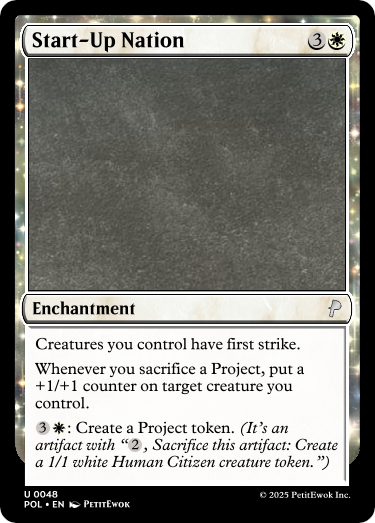 Start-Up Nation 3
Enchantment
Creatures you control have first strike.
Whenever you sacrifice a Project, put a
+1/+1 counter on target creature you
control.
3 : Create a Project token. (It's an
artifact with “2, Sacrifice this artifact: Create
a 1/1 white Human Citizen creature token.”)
U 0048
POL • EN PetitEwok
© 2025 PetitEwok Inc.